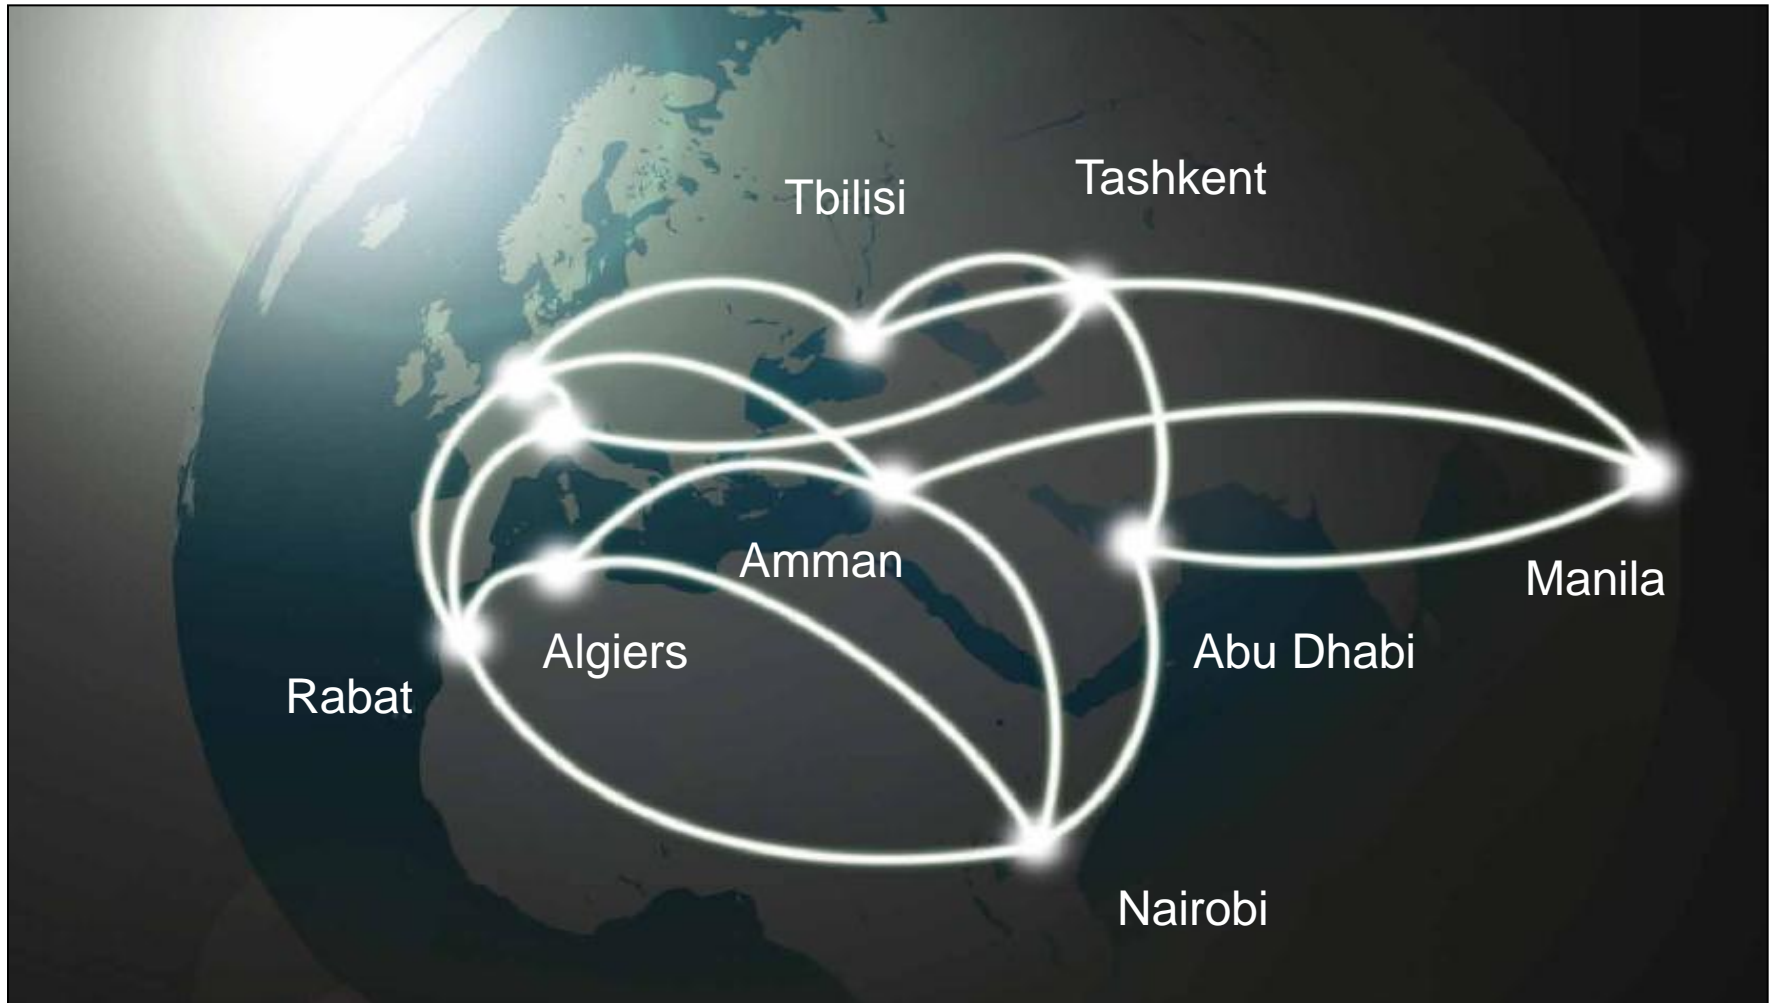 Tashkent
Tbilisi
Amman
Manila
Algiers
Abu Dhabi
Rabat
Nairobi